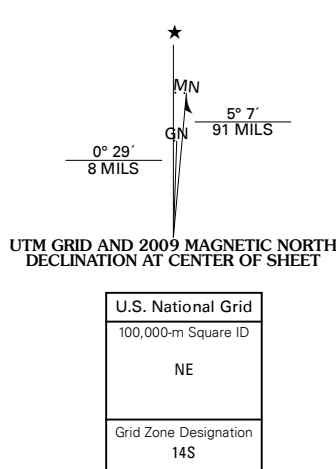 ★
MN
GN
5° 7´
91 MILS
0° 29´
8 MILS
UTM GRID AND 2009 MAGNETIC NORTH
DECLINATION AT CENTER OF SHEET
U.S. National Grid
100,000-m Square ID
NE
Grid Zone Designation
14S